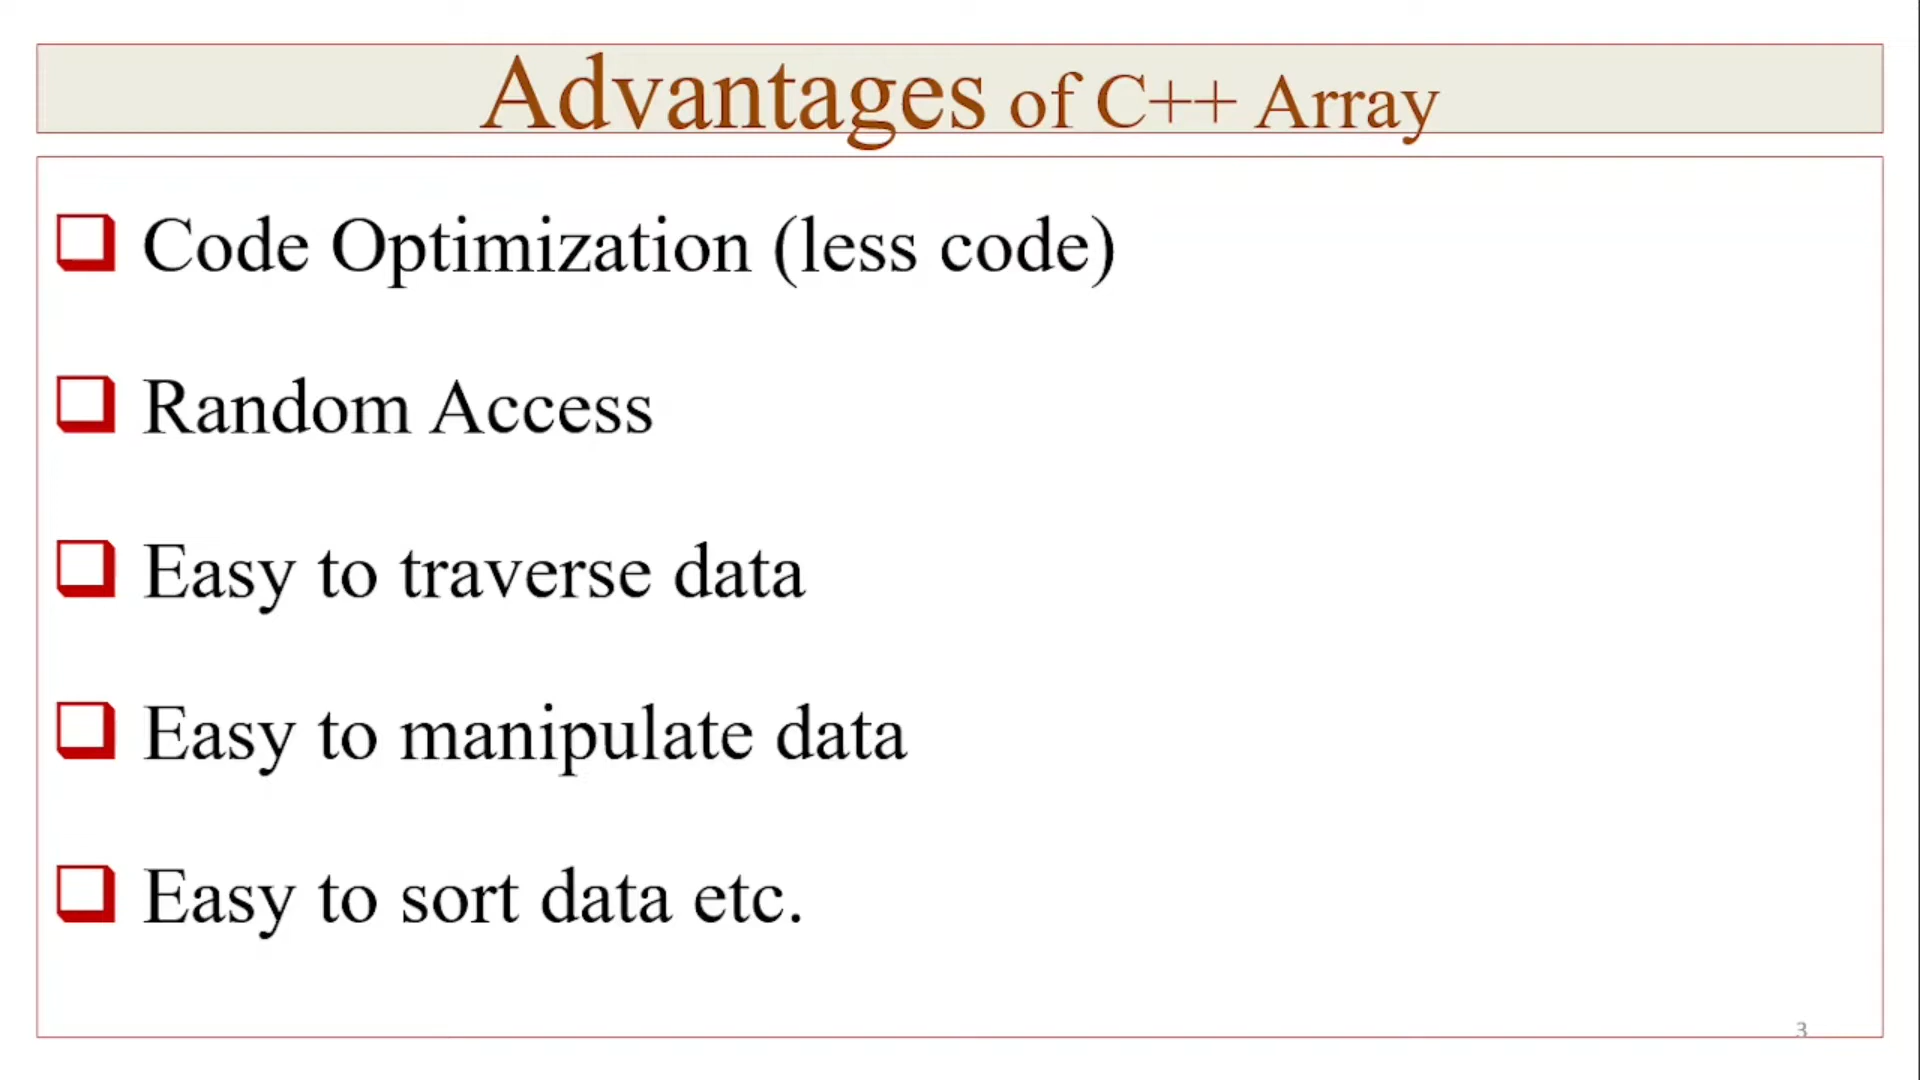 Advantages of C++ Array
Code Optimization (less code)
Random Access
Easy to traverse data
Easy to manipulate data
Easy to sort data etc.
3